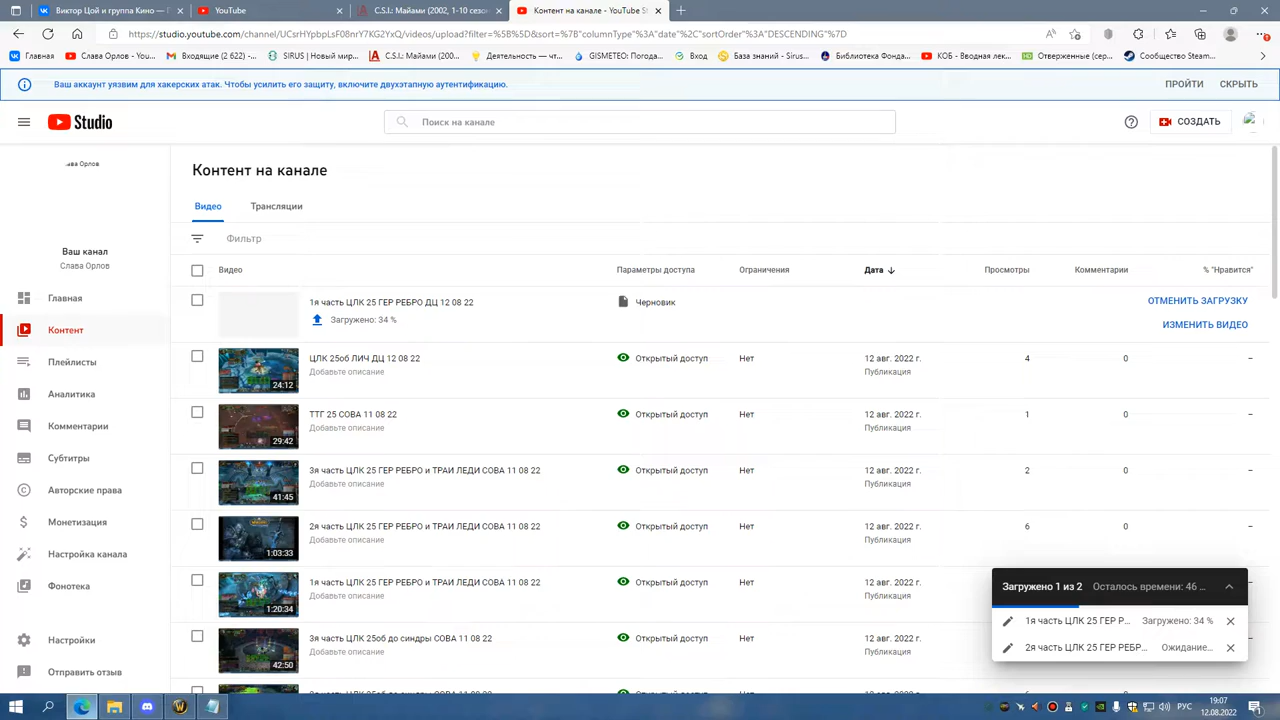 Виктор Цой и группа Кино —
YouTube
C.S.I.: Майами (2002, 1-10 сезон
Контент на канале - YouTube St
https://studio.youtube.com/channel/UCsrHYpbpLsF08nrY7KG2YxQ/videos/upload?filter=%5B%5D&sort=%7B"columnType"%3A"date"%2C"sortOrder"%3A"DESCENDING"%7D
Главная
Слава Орлов - You...
Входящие (2 622) -...
SIRUS | Новый мир...
C.S.I.: Майами (200...
Деятельность — чт...
GISMETEO: Погода...
Вход
База знаний - Sirus...
Библиотека Фонда...
КОБ - Вводная лек...
Отверженные (сер...
Сообщество Steam...
Ваш аккаунт уязвим для хакерских атак. Чтобы усилить его защиту, включите двухэтапную аутентификацию.
ПРОЙТИ
СКРЫТЬ
Studio
Поиск на канале
СОЗДАТЬ
ава Орлов
Ваш канал
Слава Орлов
Главная
Контент
Плейлисты
Аналитика
Комментарии
Субтитры
Авторские права
Монетизация
Настройка канала
Фонотека
Настройки
Отправить отзыв
Контент на канале
Видео
Трансляции
Фильтр
Видео
Параметры доступа
Ограничения
Дата
Просмотры
Комментарии
% "Нравится"
1я часть ЦЛК 25 ГЕР РЕБРО ДЦ 12 08 22
Загружено: 34 %
Черновик
ОТМЕНИТЬ ЗАГРУЗКУ
ИЗМЕНИТЬ ВИДЕО
24:12
ЦЛК 25об ЛИЧ ДЦ 12 08 22
Добавьте описание
Открытый доступ
Нет
12 авг. 2022 г.
Публикация
4
0
–
29:42
ТТГ 25 СОВА 11 08 22
Добавьте описание
Открытый доступ
Нет
12 авг. 2022 г.
Публикация
1
0
–
41:45
3я часть ЦЛК 25 ГЕР РЕБРО и ТРАИ ЛЕДИ СОВА 11 08 22
Добавьте описание
Открытый доступ
Нет
12 авг. 2022 г.
Публикация
2
0
–
1:03:33
2я часть ЦЛК 25 ГЕР РЕБРО и ТРАИ ЛЕДИ СОВА 11 08 22
Добавьте описание
Открытый доступ
Нет
12 авг. 2022 г.
Публикация
6
0
–
1:20:34
1я часть ЦЛК 25 ГЕР РЕБРО и ТРАИ ЛЕДИ СОВА 11 08 22
Добавьте описание
Открытый доступ
Нет
12 авг. 2022 г.
Публикация
42:50
3я часть ЦЛК 25об до синдры СОВА 11 08 22
Добавьте описание
Открытый доступ
Нет
12 авг. 2022 г.
Публикация
Загружено 1 из 2
Осталось времени: 46 ...
1я часть ЦЛК 25 ГЕР Р...
Загружено: 34 %
2я часть ЦЛК 25 ГЕР РЕБР...
Ожидание...
РУС
19:07
12.08.2022